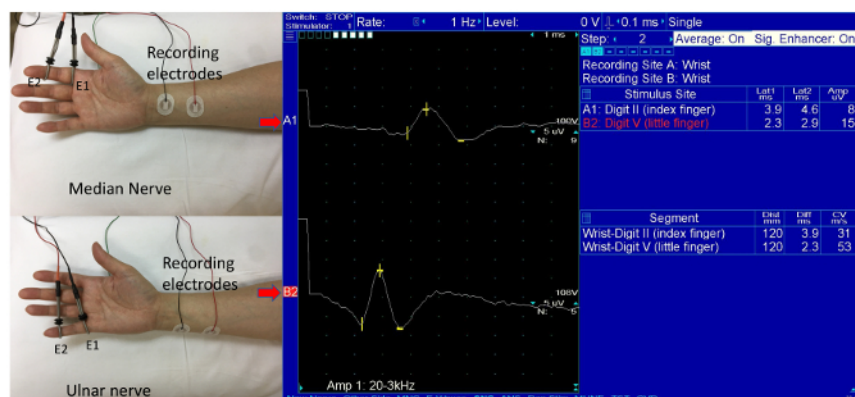 E2
E1
Recording
electrodes
Median Nerve
Recording
electrodes
E2
E1
Ulnar nerve
Switch: STOP
Stimulator: 1
Rate: 1 Hz
Level: 0 V
0.1 ms
Single
Step: 2
Average: On Sig. Enhancer: On
1 ms
A1
100V
5 uV
N: 9
B2
108V
5 uV
N: 5
Amp 1: 20-3kHz
Recording Site A: Wrist
Recording Site B: Wrist
Stimulus Site Lat1 ms Lat2 ms Amp uV
A1: Digit II (index finger) 3.9 4.6 8
B2: Digit V (little finger) 2.3 2.9 15
Segment Dist mm Diff ms CV m/s
Wrist-Digit II (index finger) 120 3.9 31
Wrist-Digit V (little finger) 120 2.3 53